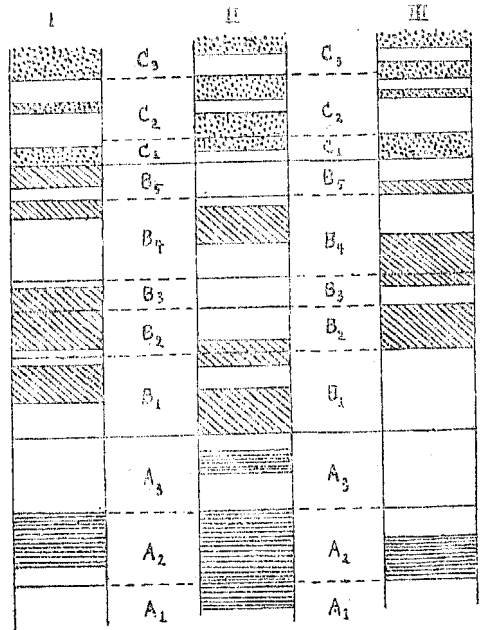 I II III
C₃ C₃
C₂ C₂
C₁ C₁
B₅ B₅
B₄ B₄
B₃ B₃
B₂ B₂
B₁ B₁
A₃ A₃
A₂ A₂
A₁ A₁